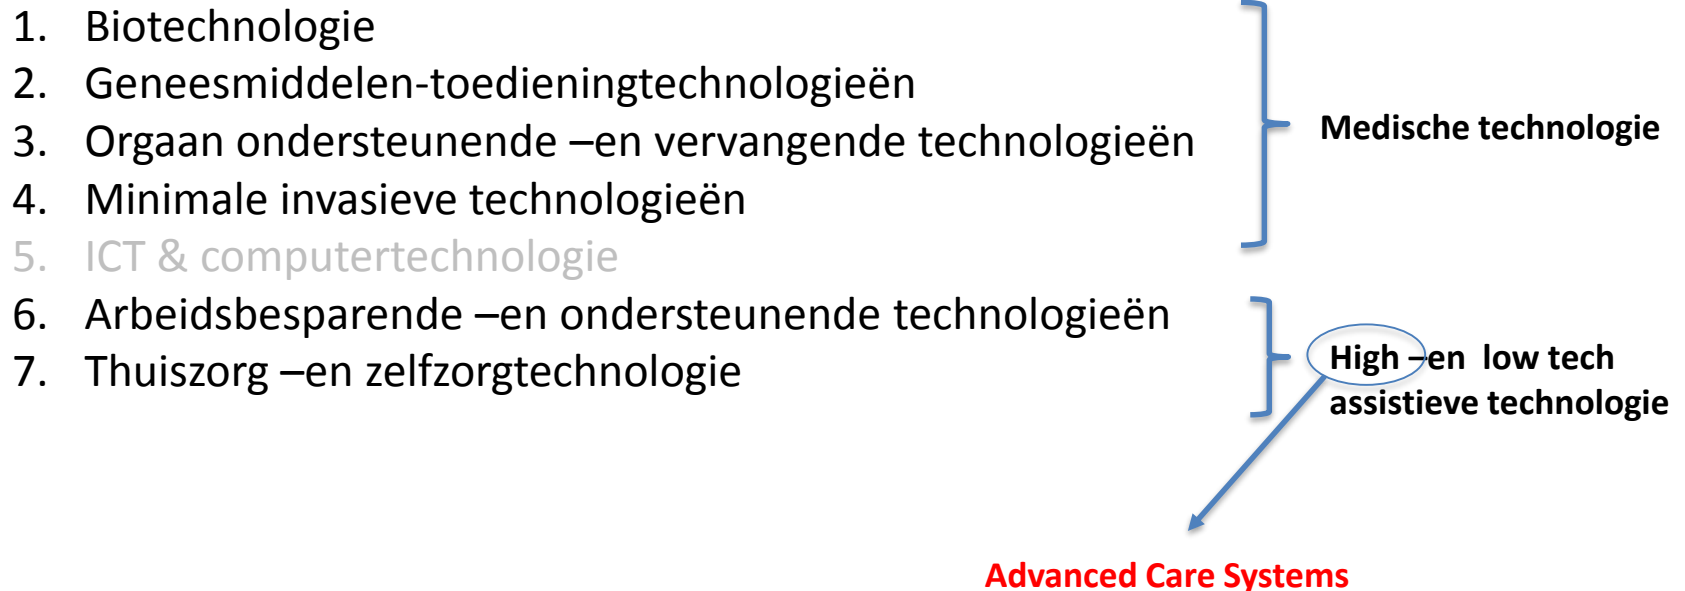 1. Biotechnologie
2. Geneesmiddelen-toedieningtechnologieën
3. Orgaan ondersteunende –en vervangende technologieën
4. Minimale invasieve technologieën
5. ICT & computertechnologie
6. Arbeidsbesparende –en ondersteunende technologieën
7. Thuiszorg –en zelfzorgtechnologie
Medische technologie
High –en low tech
assistieve technologie
Advanced Care Systems